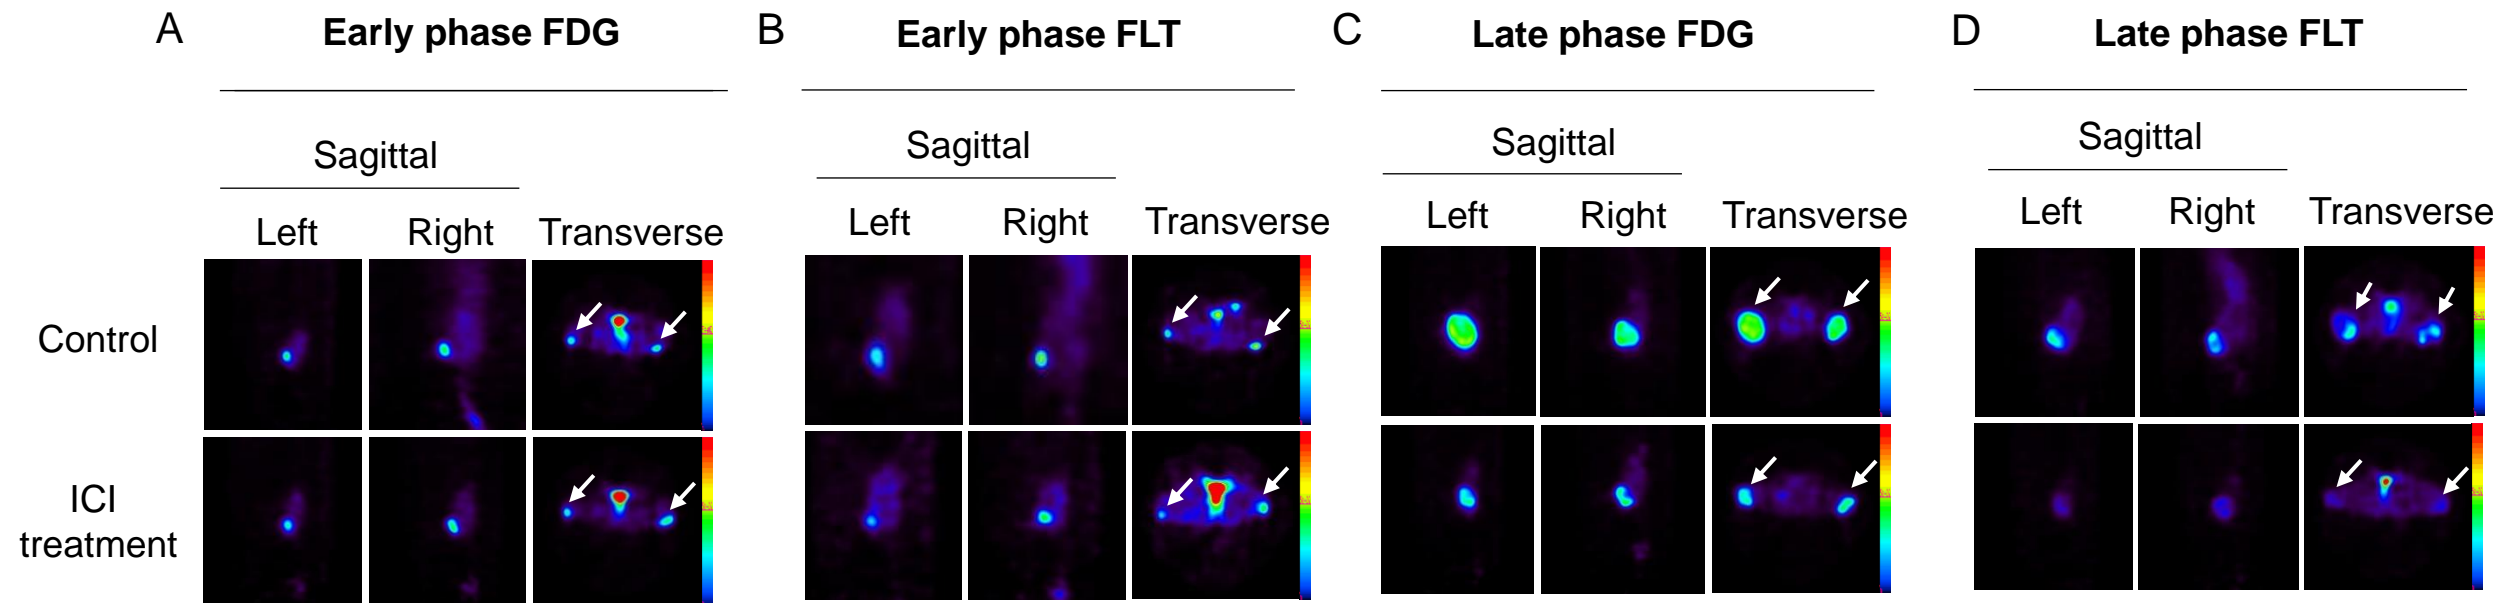 A
Early phase FDG
B
Early phase FLT
C
Late phase FDG
D
Late phase FLT
Sagittal
Sagittal
Sagittal
Sagittal
Left
Right
Transverse
Left
Right
Transverse
Left
Right
Transverse
Left
Right
Transverse
Control
ICI
treatment